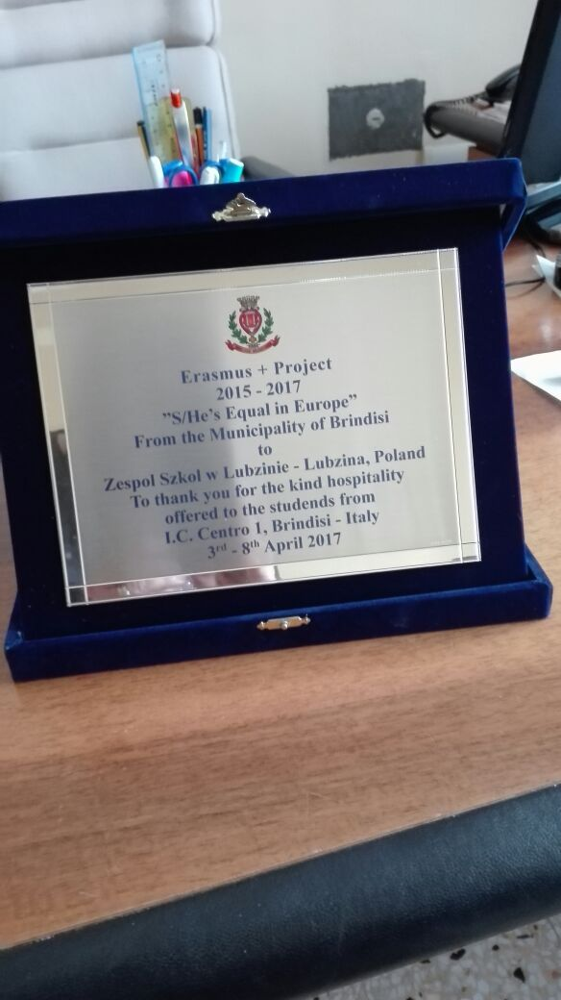 Erasmus + Project
2015 - 2017
”S/He's Equal in Europe”
From the Municipality of Brindisi
to
Zespol Szkol w Lubzinie - Lubzina, Poland
To thank you for the kind hospitality
offered to the studends from
I.C. Centro 1, Brindisi - Italy
3rd - 8th April 2017